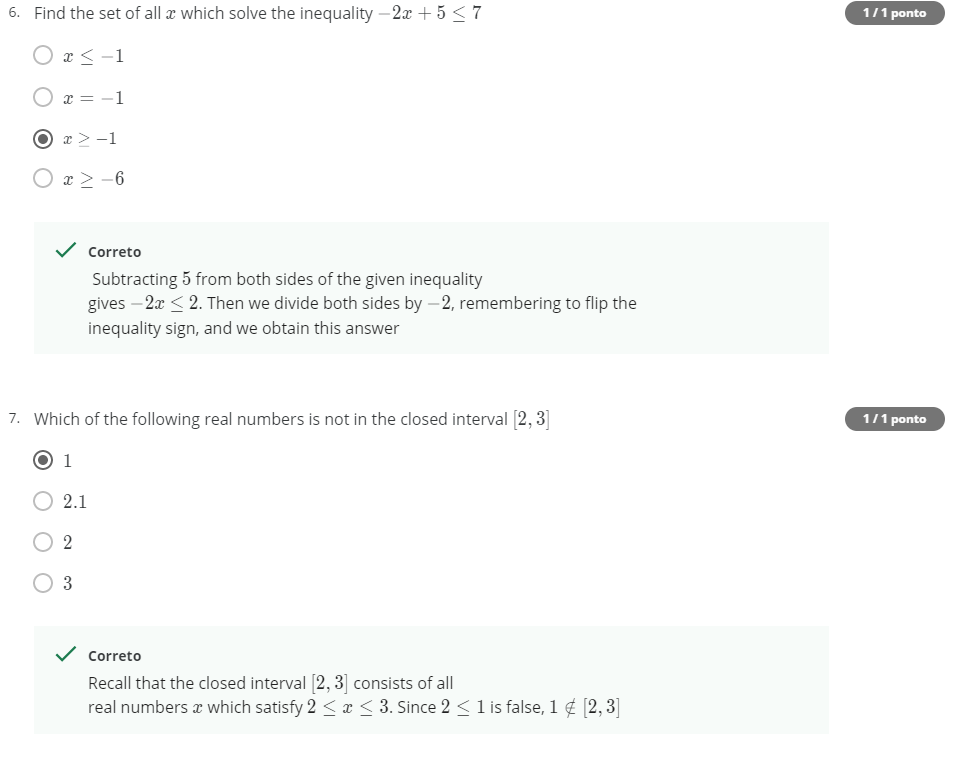 6. Find the set of all x which solve the inequality −2x + 5 ≤ 7
1 / 1 ponto
x ≤ −1
x = −1
x ≥ −1
x ≥ −6
Correto
Subtracting 5 from both sides of the given inequality
gives −2x ≤ 2. Then we divide both sides by −2, remembering to flip the
inequality sign, and we obtain this answer
7. Which of the following real numbers is not in the closed interval [2, 3]
1 / 1 ponto
1
2.1
2
3
Correto
Recall that the closed interval [2, 3] consists of all
real numbers x which satisfy 2 ≤ x ≤ 3. Since 2 ≤ 1 is false, 1 ∉ [2, 3]